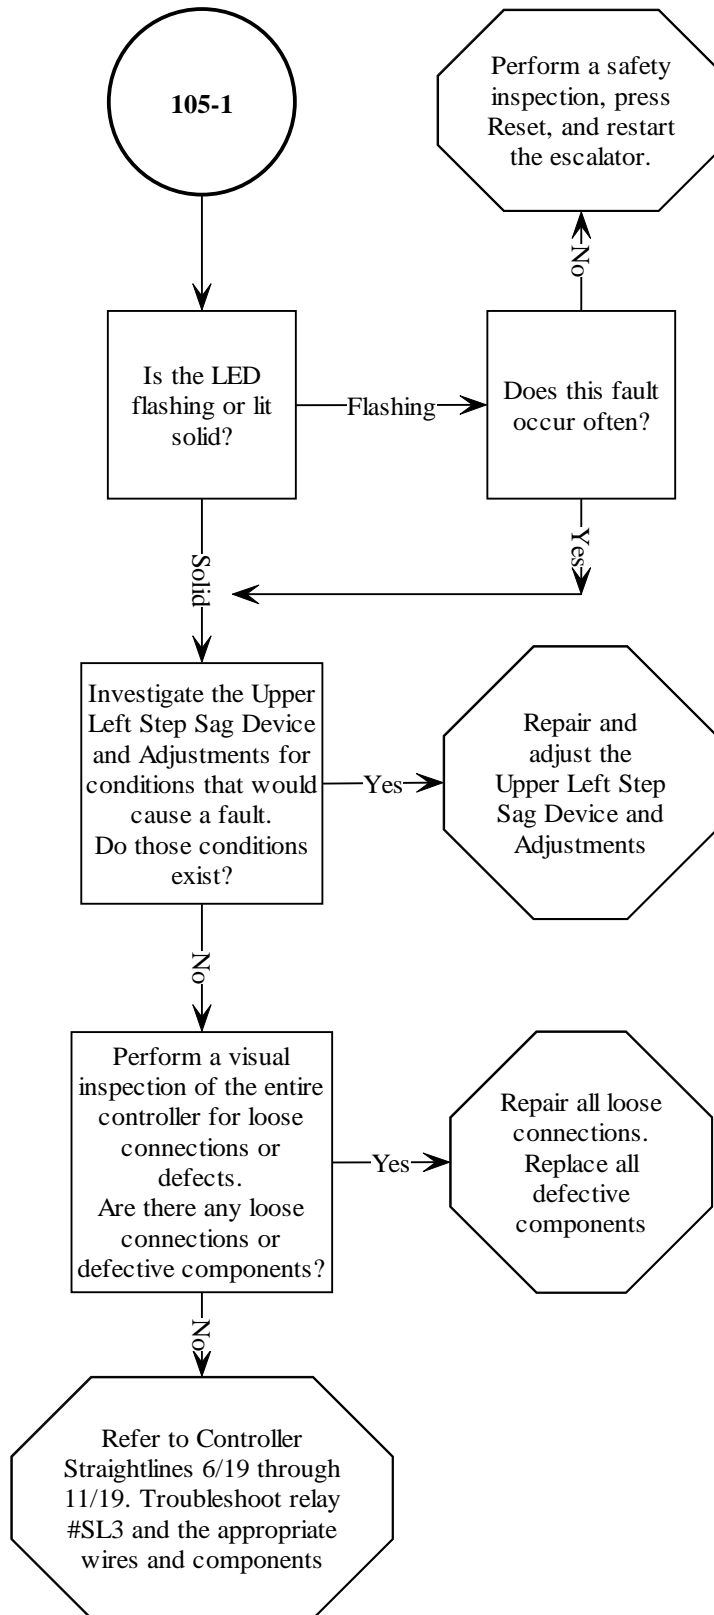 105-1
Perform a safety
inspection, press
Reset, and restart
the escalator.
No
Is the LED
flashing or lit
solid?
Flashing
Does this fault
occur often?
Solid
Yes
Investigate the Upper
Left Step Sag Device
and Adjustments for
conditions that would
cause a fault.
Do those conditions
exist?
Yes
Repair and
adjust the
Upper Left Step
Sag Device and
Adjustments
No
Perform a visual
inspection of the entire
controller for loose
connections or
defects.
Are there any loose
connections or
defective components?
Yes
Repair all loose
connections.
Replace all
defective
components
No
Refer to Controller
Straightlines 6/19 through
11/19. Troubleshoot relay
#SL3 and the appropriate
wires and components